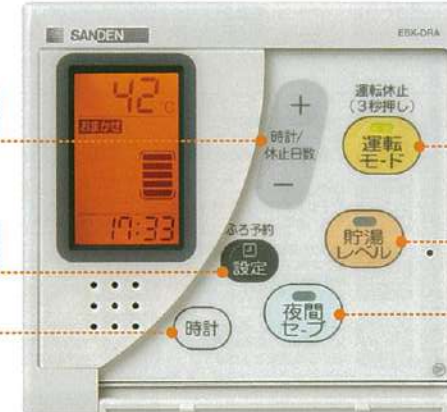 SANDEN
ESK-DRA
42℃
おまかせ
17:33
+
時計/
休止日数
−
運転休止
(3秒押し)
運転
モード
ふろ予約
設定
貯湯
レベル
時計
夜間
セーブ